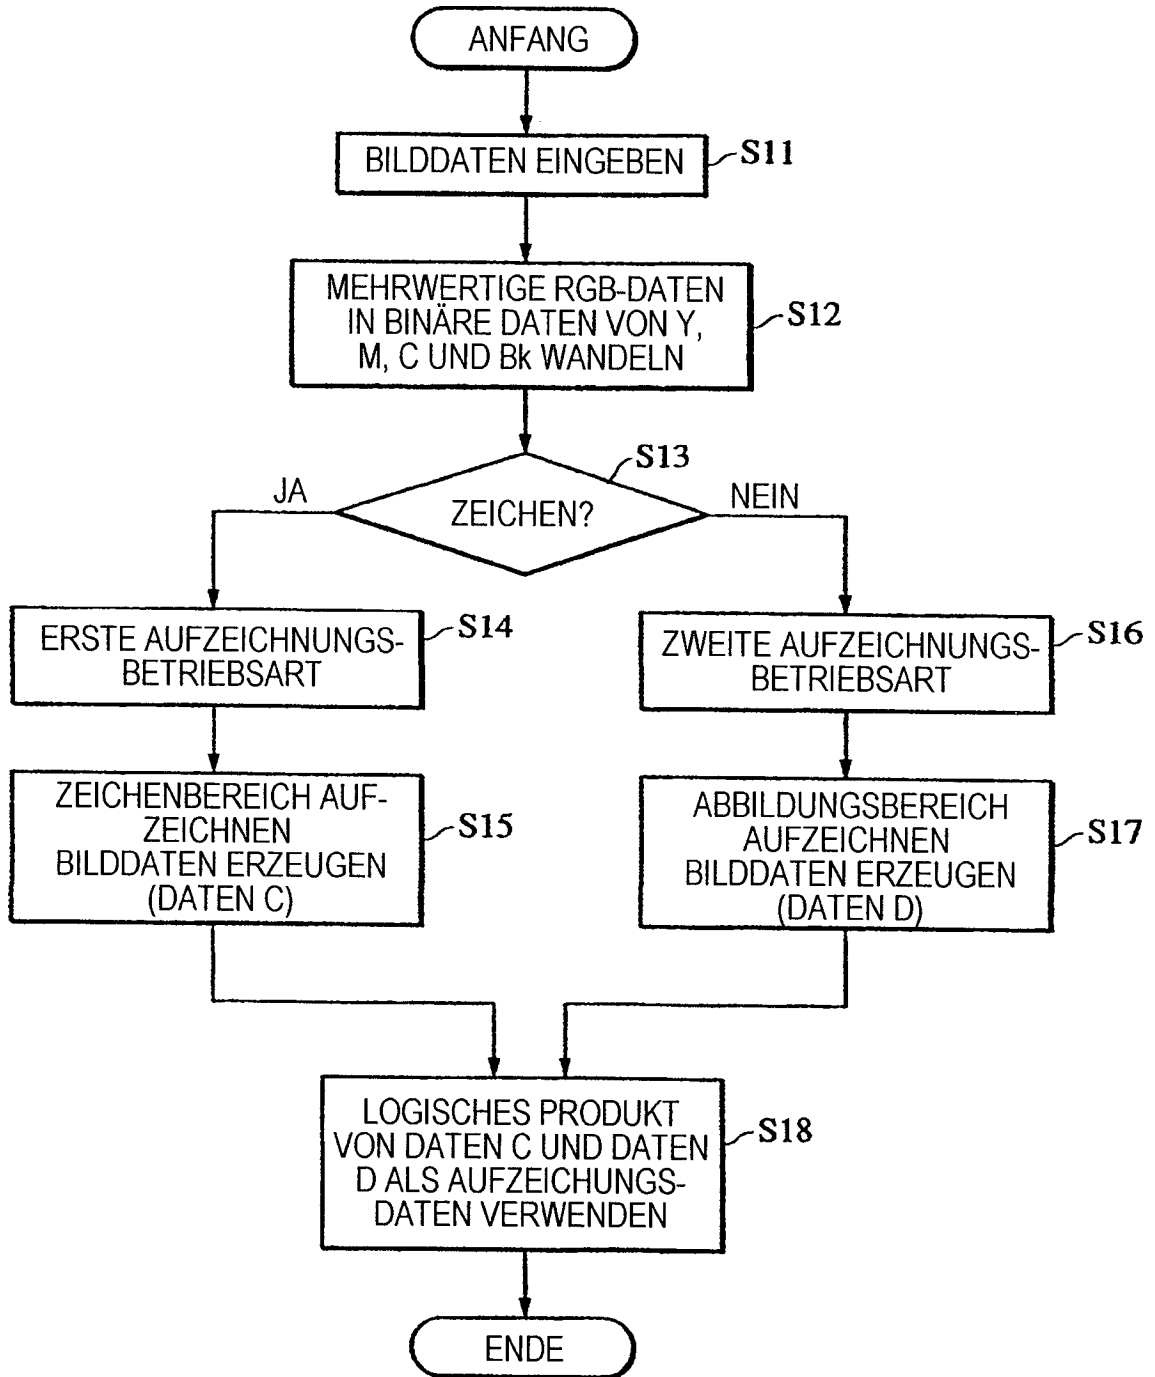 ANFANG
BILDDATEN EINGEBEN
S11
MEHRWERTIGE RGB-DATEN
IN BINÄRE DATEN VON Y,
M, C UND Bk WANDELN
S12
S13
ZEICHEN?
JA
NEIN
ERSTE AUFZEICHNUNGS-
BETRIEBSART
S14
ZWEITE AUFZEICHNUNGS-
BETRIEBSART
S16
ZEICHENBEREICH AUF-
ZEICHNEN
BILDDATEN ERZEUGEN
(DATEN C)
S15
ABBILDUNGSBEREICH
AUFZEICHNEN
BILDDATEN ERZEUGEN
(DATEN D)
S17
LOGISCHES PRODUKT
VON DATEN C UND DATEN
D ALS AUFZEICHUNGS-
DATEN VERWENDEN
S18
ENDE